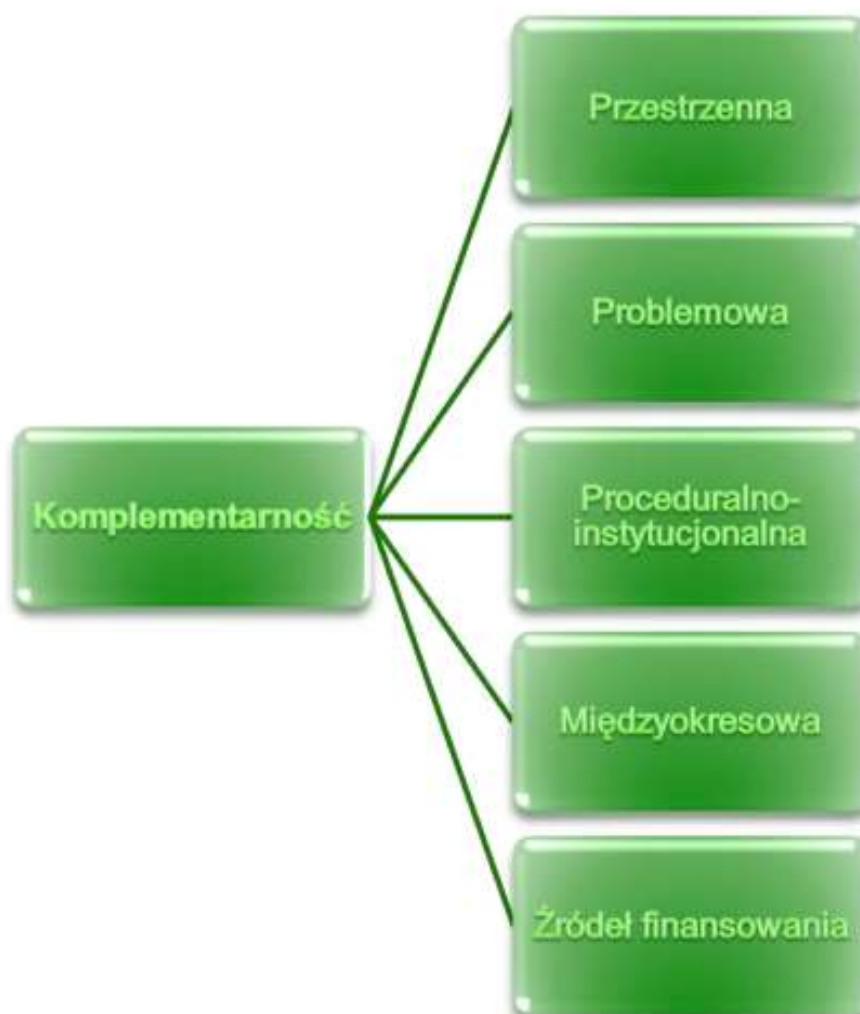 Przestrzenna
Problemowa
Komplementarność
Proceduralno-
instytucjonalna
Międzyokresowa
Źródeł finansowania